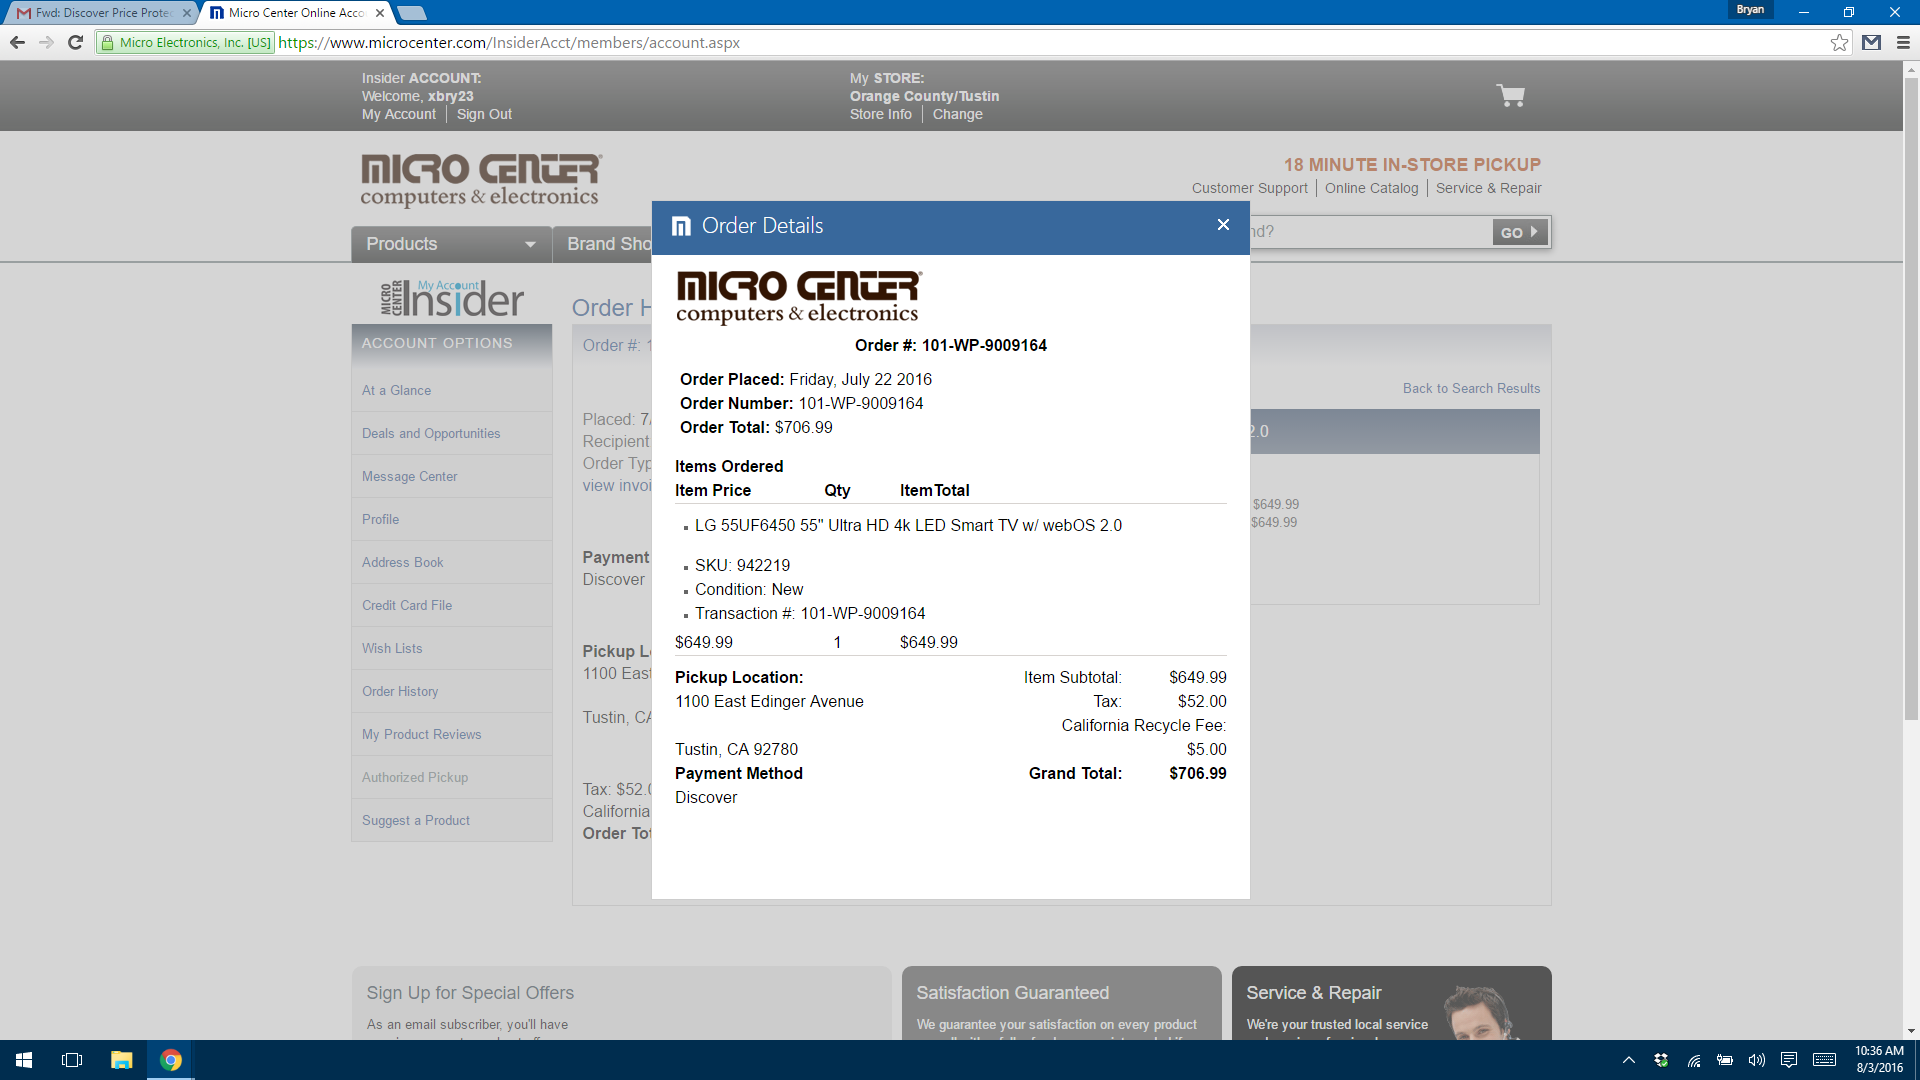 Fwd: Discover Price Prote
Micro Center Online Acco
Bryan
Micro Electronics, Inc. [US]
https://www.microcenter.com/InsiderAcct/members/account.aspx
Insider ACCOUNT:
Welcome, xbry23
My Account | Sign Out
My STORE:
Orange County/Tustin
Store Info | Change
MICRO CENTER
computers & electronics
18 MINUTE IN-STORE PICKUP
Customer Support | Online Catalog | Service & Repair
Products
Brand Sho
nd?
GO
MICRO CENTER
My Account
Insider
ACCOUNT OPTIONS
At a Glance
Deals and Opportunities
Message Center
Profile
Address Book
Credit Card File
Wish Lists
Order History
My Product Reviews
Authorized Pickup
Suggest a Product
Order H
Order #: 1
Placed: 7/
Recipient
Order Typ
view invoi
Payment
Discover
Pickup L
1100 East
Tustin, CA
Tax: $52.0
California
Order Tot
Back to Search Results
2.0
$649.99
$649.99
Order Details
MICRO CENTER
computers & electronics
Order #: 101-WP-9009164
Order Placed: Friday, July 22 2016
Order Number: 101-WP-9009164
Order Total: $706.99
Items Ordered
Item Price Qty ItemTotal
LG 55UF6450 55" Ultra HD 4k LED Smart TV w/ webOS 2.0
SKU: 942219
Condition: New
Transaction #: 101-WP-9009164
$649.99 1 $649.99
Pickup Location:
1100 East Edinger Avenue
Tustin, CA 92780
Payment Method
Discover
Item Subtotal: $649.99
Tax: $52.00
California Recycle Fee:
$5.00
Grand Total: $706.99
Sign Up for Special Offers
As an email subscriber, you'll have
Satisfaction Guaranteed
We guarantee your satisfaction on every product
Service & Repair
We're your trusted local service
10:36 AM
8/3/2016